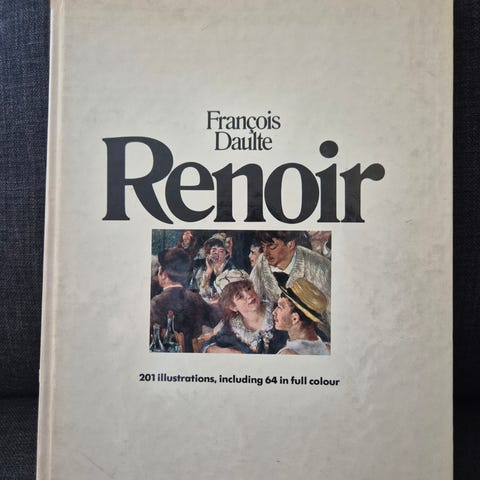 François
Daulte
Renoir
201 illustrations, including 64 in full colour